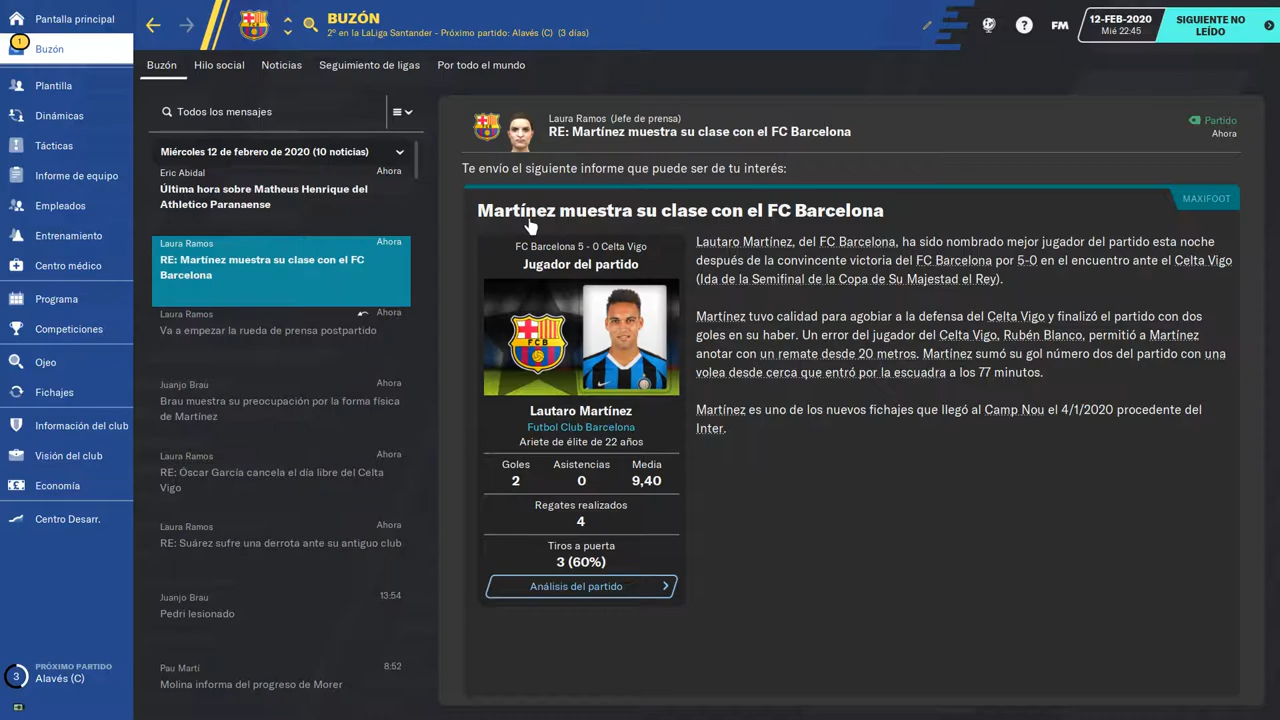 Pantalla principal
1
Buzón
Plantilla
Dinámicas
Tácticas
Informe de equipo
Empleados
Entrenamiento
Centro médico
Programa
Competiciones
Ojeo
Fichajes
Información del club
Visión del club
Economía
Centro Desarr.
3
PRÓXIMO PARTIDO
Alavés (C)
BUZÓN
2º en la LaLiga Santander - Próximo partido: Alavés (C) (3 días)
?
FM
12-FEB-2020
Mié 22:45
SIGUIENTE NO
LEÍDO
Buzón
Hilo social
Noticias
Seguimiento de ligas
Por todo el mundo
Todos los mensajes
Miércoles 12 de febrero de 2020 (10 noticias)
Eric Abidal
Ahora
Última hora sobre Matheus Henrique del
Athletico Paranaense
Laura Ramos
Ahora
RE: Martínez muestra su clase con el FC
Barcelona
Laura Ramos
Ahora
Va a empezar la rueda de prensa postpartido
Juanjo Brau
Ahora
Brau muestra su preocupación por la forma física
de Martínez
Laura Ramos
Ahora
RE: Óscar García cancela el día libre del Celta
Vigo
Laura Ramos
Ahora
RE: Suárez sufre una derrota ante su antiguo club
Juanjo Brau
13:54
Pedri lesionado
Pau Martí
8:52
Molina informa del progreso de Morer
Laura Ramos (Jefe de prensa)
RE: Martínez muestra su clase con el FC Barcelona
Partido
Ahora
Te envío el siguiente informe que puede ser de tu interés:
MAXIFOOT
Martínez muestra su clase con el FC Barcelona
FC Barcelona 5 - 0 Celta Vigo
Jugador del partido
FCB
Lautaro Martínez
Futbol Club Barcelona
Ariete de élite de 22 años
Goles
Asistencias
Media
2
0
9,40
Regates realizados
4
Tiros a puerta
3 (60%)
Análisis del partido
Lautaro Martínez, del FC Barcelona, ha sido nombrado mejor jugador del partido esta noche
después de la convincente victoria del FC Barcelona por 5-0 en el encuentro ante el Celta Vigo
(Ida de la Semifinal de la Copa de Su Majestad el Rey).
Martínez tuvo calidad para agobiar a la defensa del Celta Vigo y finalizó el partido con dos
goles en su haber. Un error del jugador del Celta Vigo, Rubén Blanco, permitió a Martínez
anotar con un remate desde 20 metros. Martínez sumó su gol número dos del partido con una
volea desde cerca que entró por la escuadra a los 77 minutos.
Martínez es uno de los nuevos fichajes que llegó al Camp Nou el 4/1/2020 procedente del
Inter.